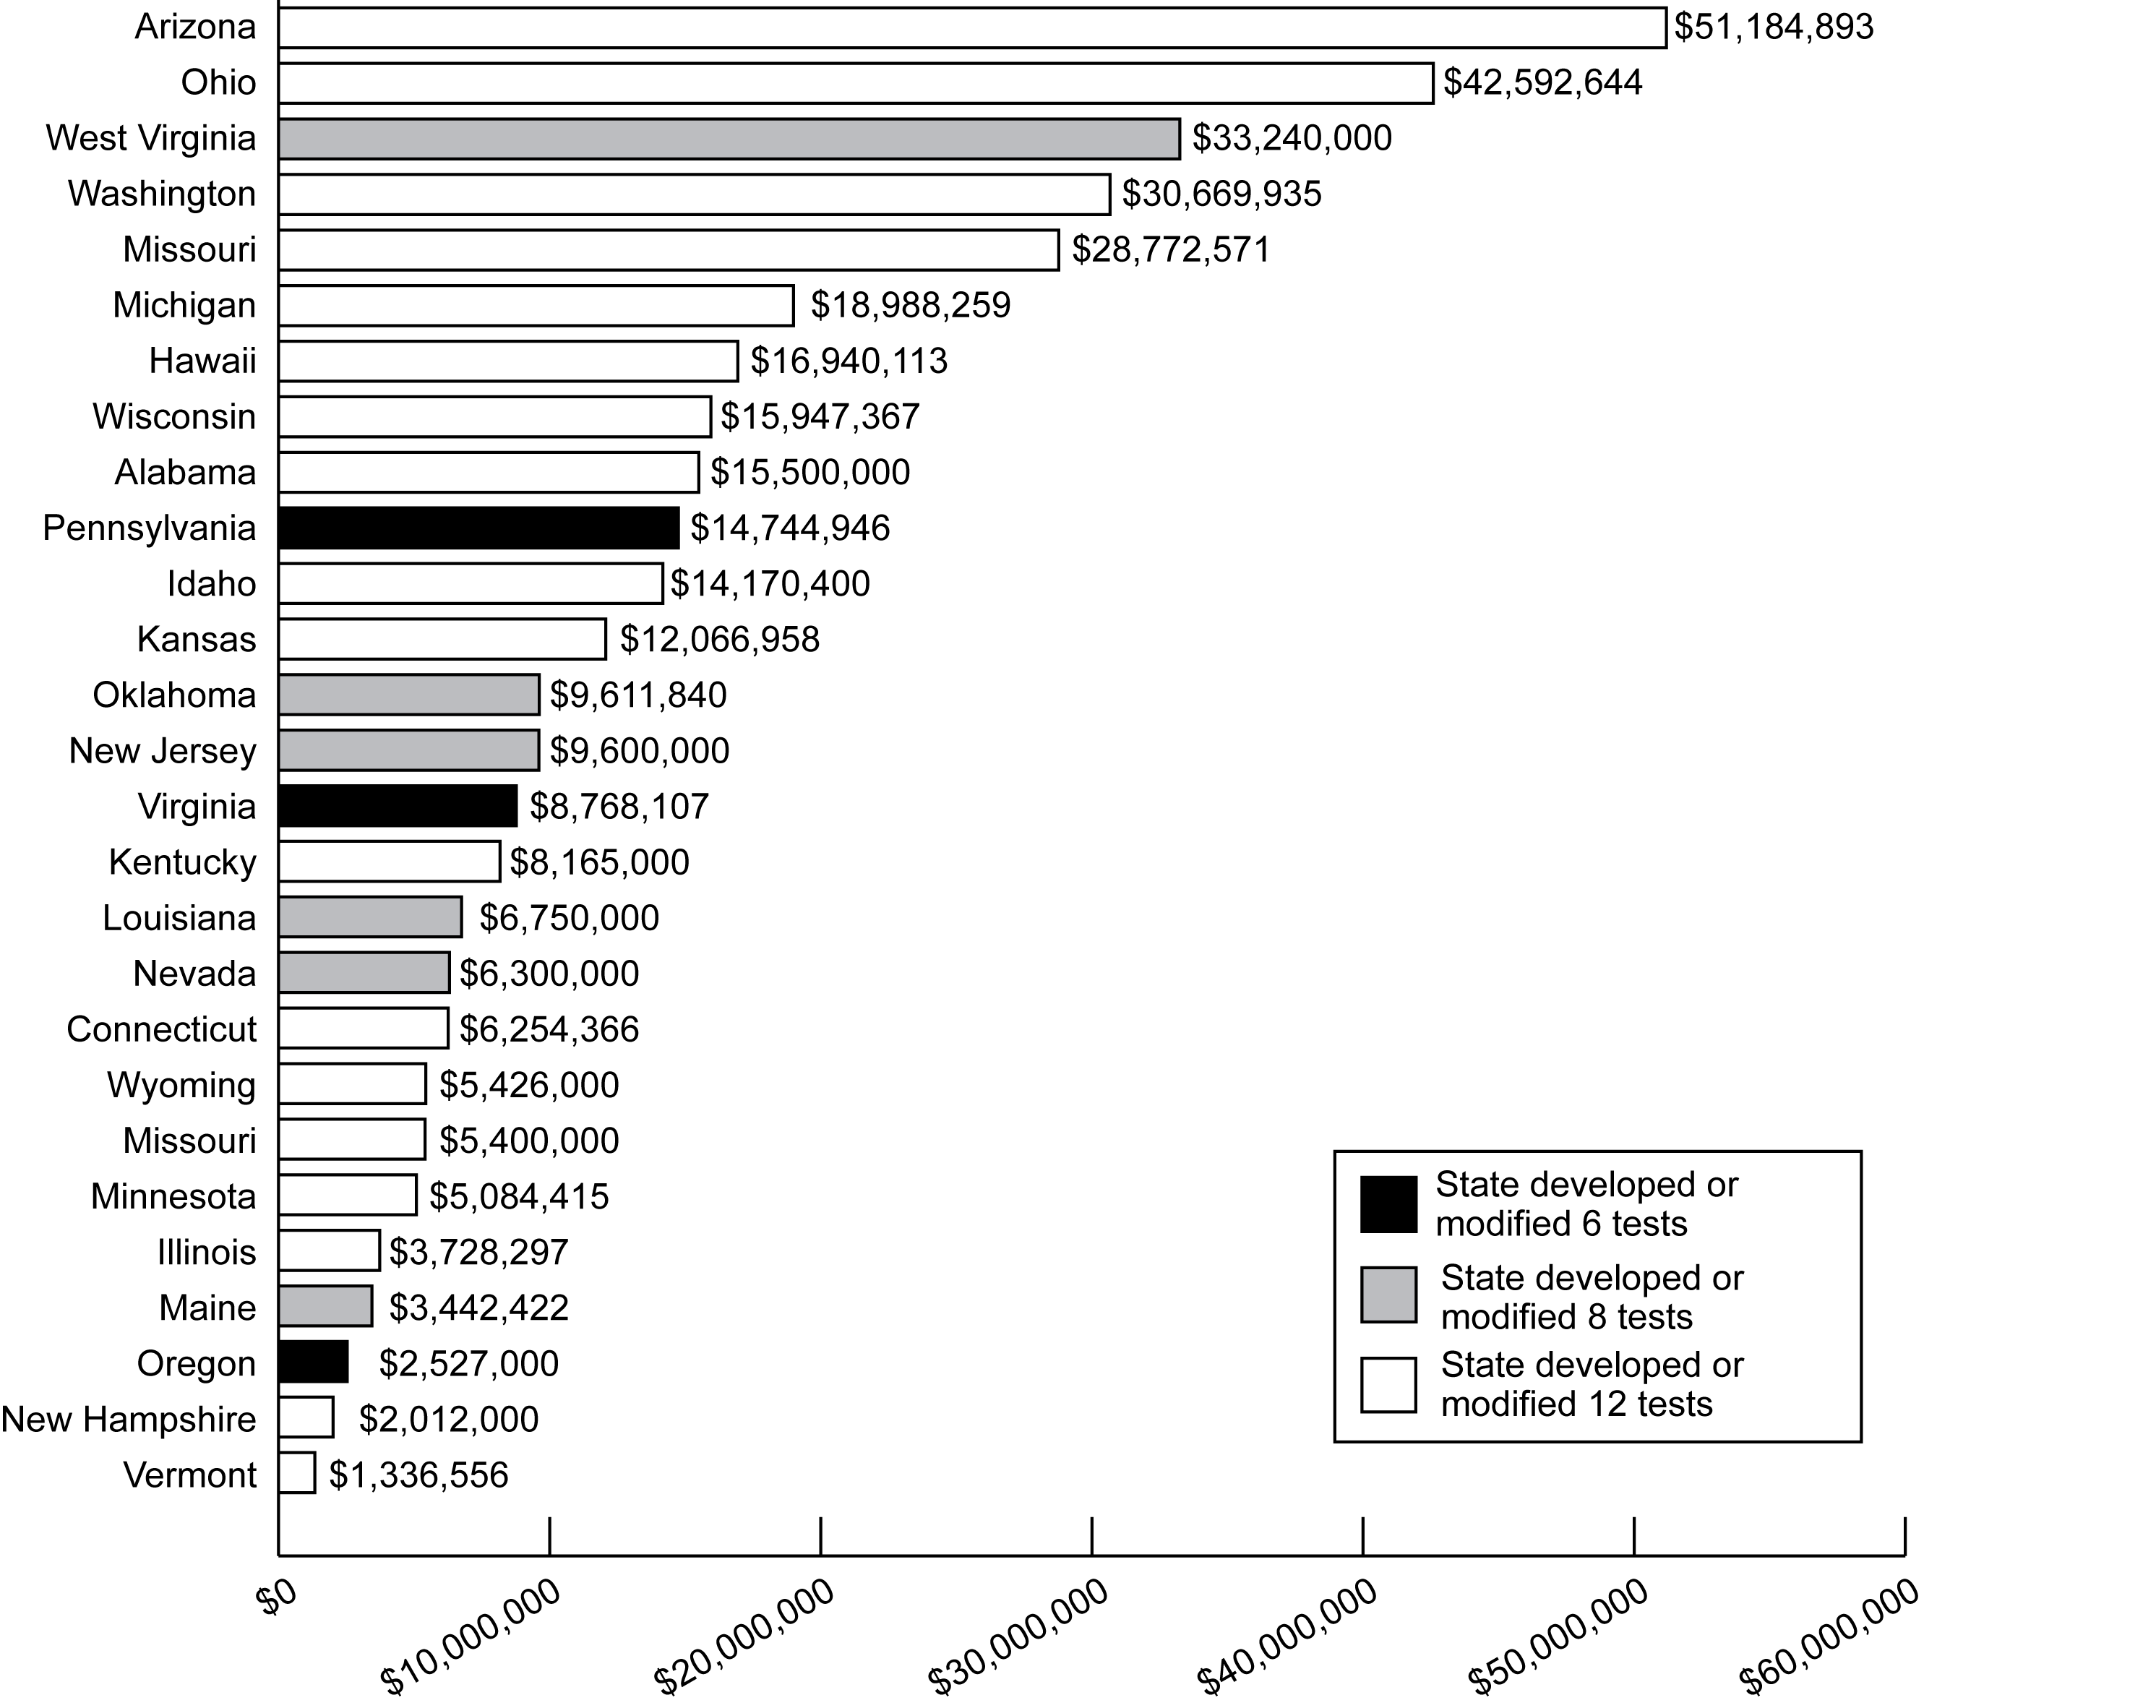 Arizona $51,184,893
Ohio $42,592,644
West Virginia $33,240,000
Washington $30,669,935
Missouri $28,772,571
Michigan $18,988,259
Hawaii $16,940,113
Wisconsin $15,947,367
Alabama $15,500,000
Pennsylvania $14,744,946
Idaho $14,170,400
Kansas $12,066,958
Oklahoma $9,611,840
New Jersey $9,600,000
Virginia $8,768,107
Kentucky $8,165,000
Louisiana $6,750,000
Nevada $6,300,000
Connecticut $6,254,366
Wyoming $5,426,000
Missouri $5,400,000
Minnesota $5,084,415
Illinois $3,728,297
Maine $3,442,422
Oregon $2,527,000
New Hampshire $2,012,000
Vermont $1,336,556
State developed or
modified 6 tests
State developed or
modified 8 tests
State developed or
modified 12 tests
$0 $10,000,000 $20,000,000 $30,000,000 $40,000,000 $50,000,000 $60,000,000